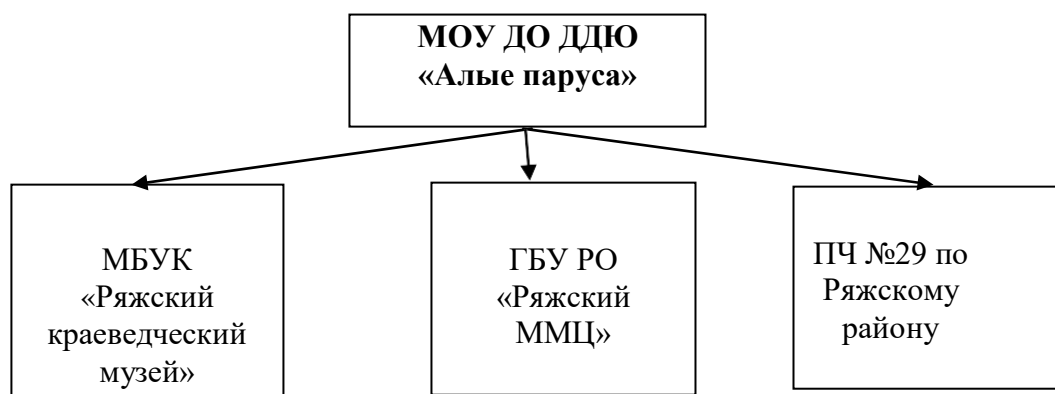 МОУ ДО ДДЮ
«Алые паруса»
МБУК
«Ряжский
краеведческий
музей»
ГБУ РО
«Ряжский
ММЦ»
ПЧ №29 по
Ряжскому
району